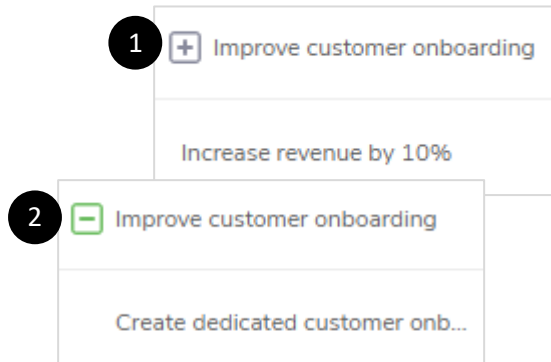 1
Improve customer onboarding
Increase revenue by 10%
2
Improve customer onboarding
Create dedicated customer onb...